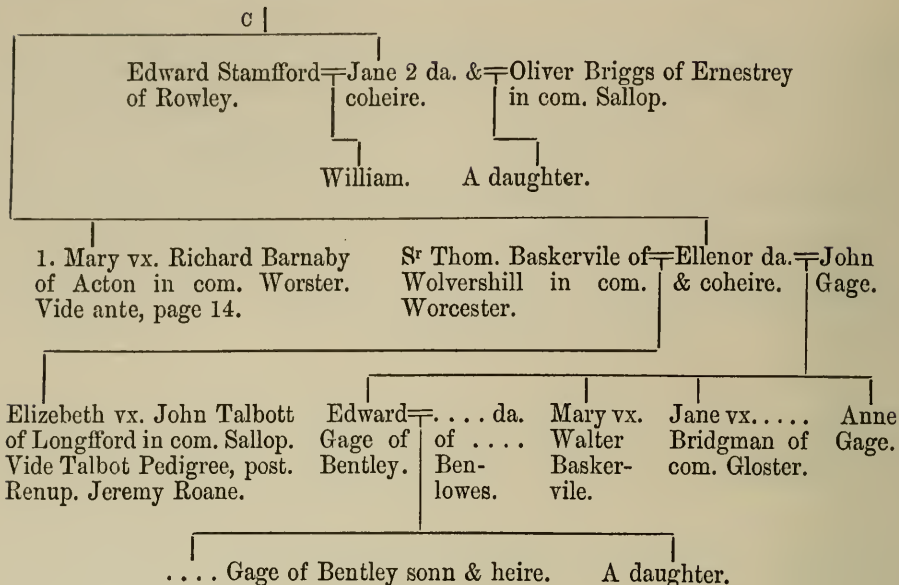 C
Edward Stamfford=Jane 2 da. &=Oliver Briggs of Ernestrey
of Rowley. coheire. in com. Sallop.
William. A daughter.
1. Mary vx. Richard Barnaby
of Acton in com. Worster.
Vide ante, page 14.
Sr Thom. Baskervile of=Ellenor da.=John
Wolvershill in com. & coheire. Gage.
Worcester.
Elizebeth vx. John Talbott
of Longfford in com. Sallop.
Vide Talbot Pedigree, post.
Renup. Jeremy Roane.
Edward=. . . . da.
Gage of of . . . .
Bentley. Ben-
lowes.
Mary vx.
Walter
Basker-
vile.
Jane vx. . . . .
Bridgman of
com. Gloster.
Anne
Gage.
. . . . Gage of Bentley sonn & heire. A daughter.